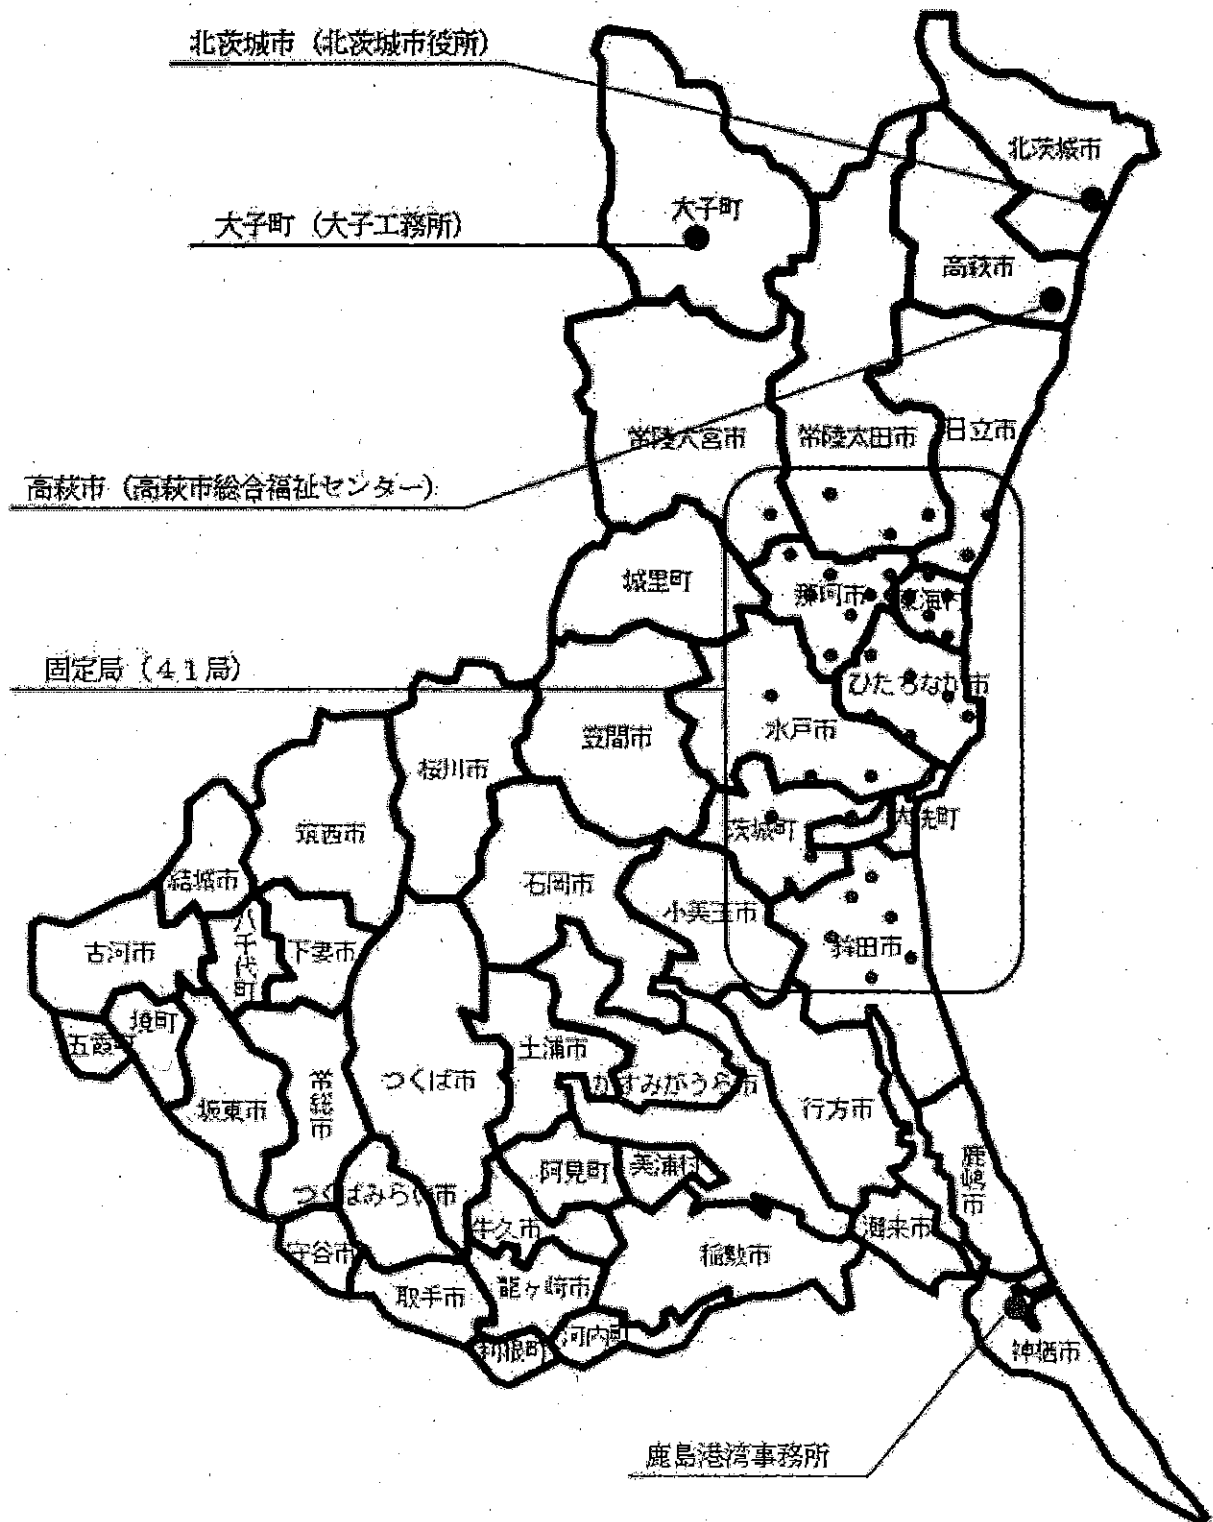 北茨城市（北茨城市役所）
北茨城市
大子町
大子町（大子工務所）
高萩市
常陸大宮市
常陸太田市
日立市
高萩市（高萩市総合福祉センター）
城里町
那珂市
東海村
固定局（４１局）
ひたちなか市
笠間市
水戸市
桜川市
茨城町
大洗町
筑西市
結城市
石岡市
小美玉市
古河市
八千代町
下妻市
鉾田市
境町
五霞町
土浦市
かすみがうら市
つくば市
常総市
坂東市
行方市
阿見町
美浦村
鹿嶋市
つくばみらい市
牛久市
潮来市
守谷市
稲敷市
取手市
龍ヶ崎市
利根町
河内町
神栖市
鹿島港湾事務所